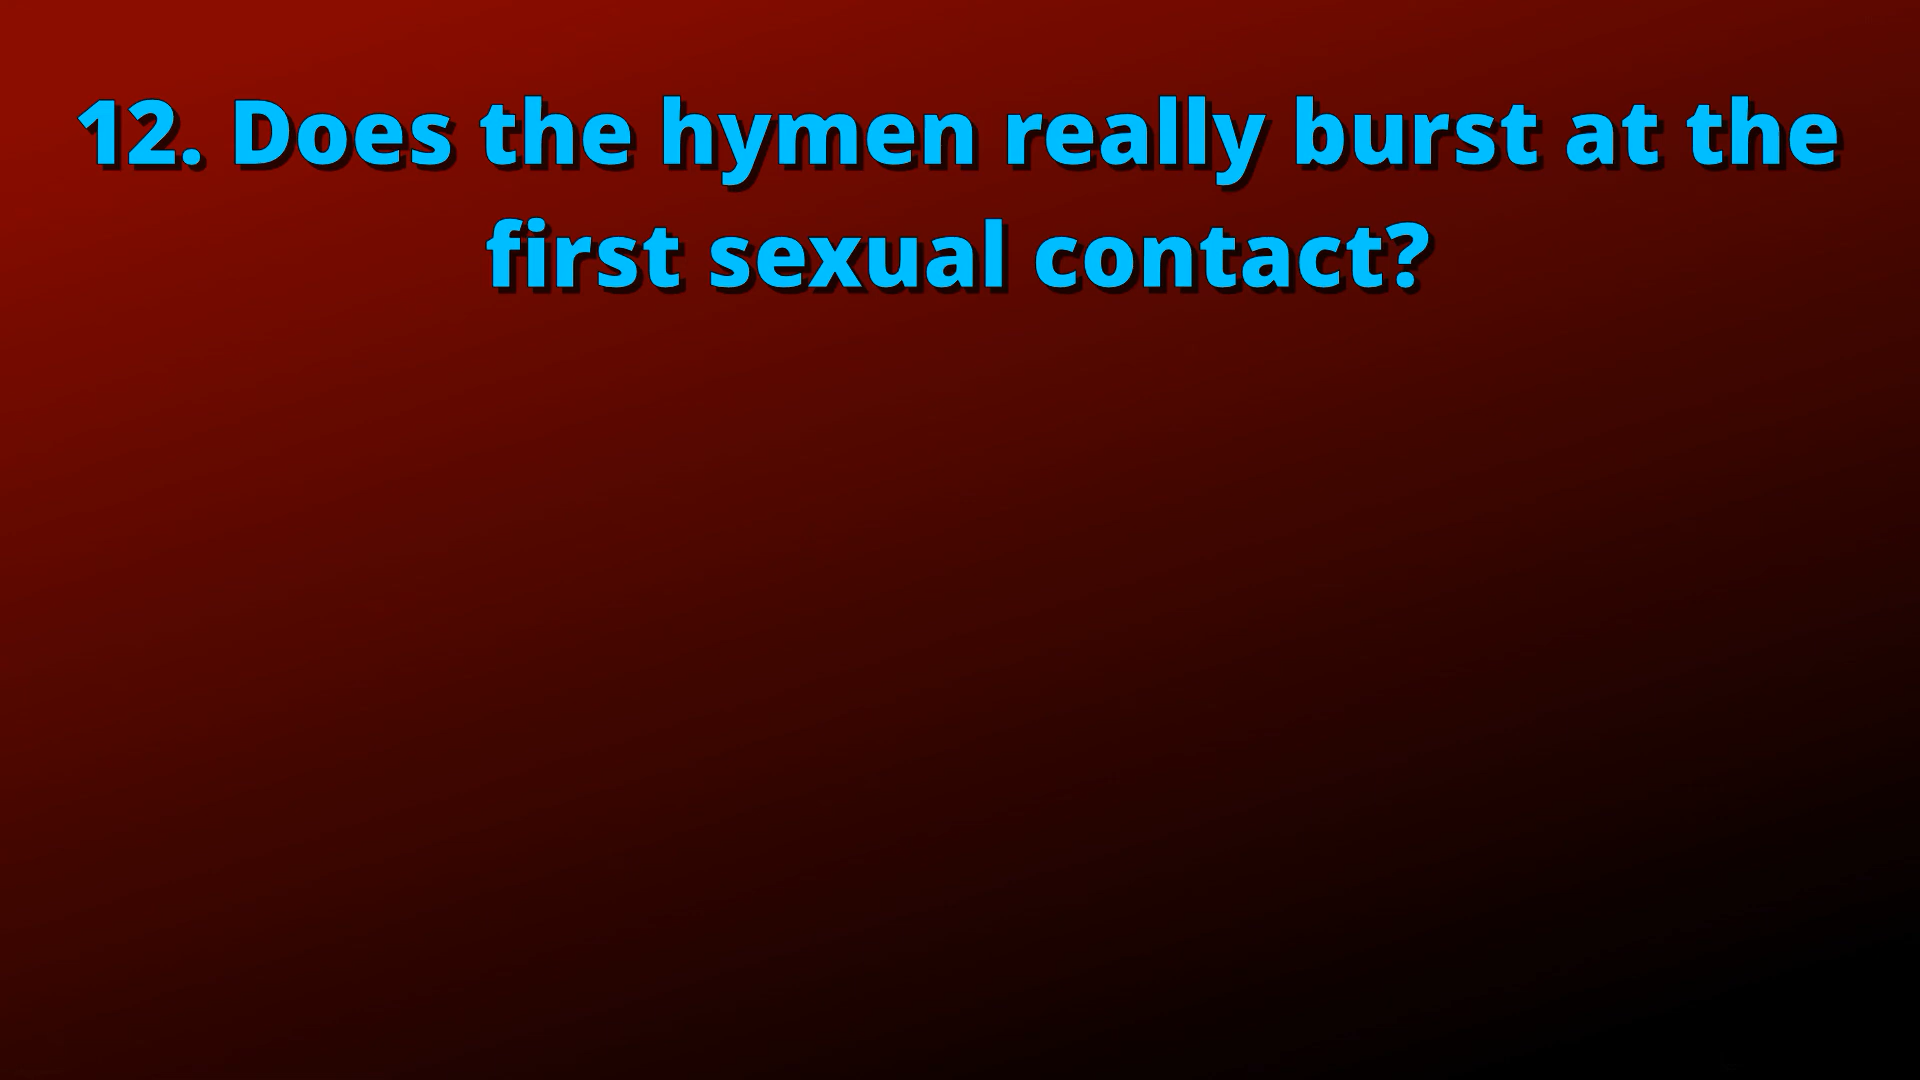 12. Does the hymen really burst at the
first sexual contact?